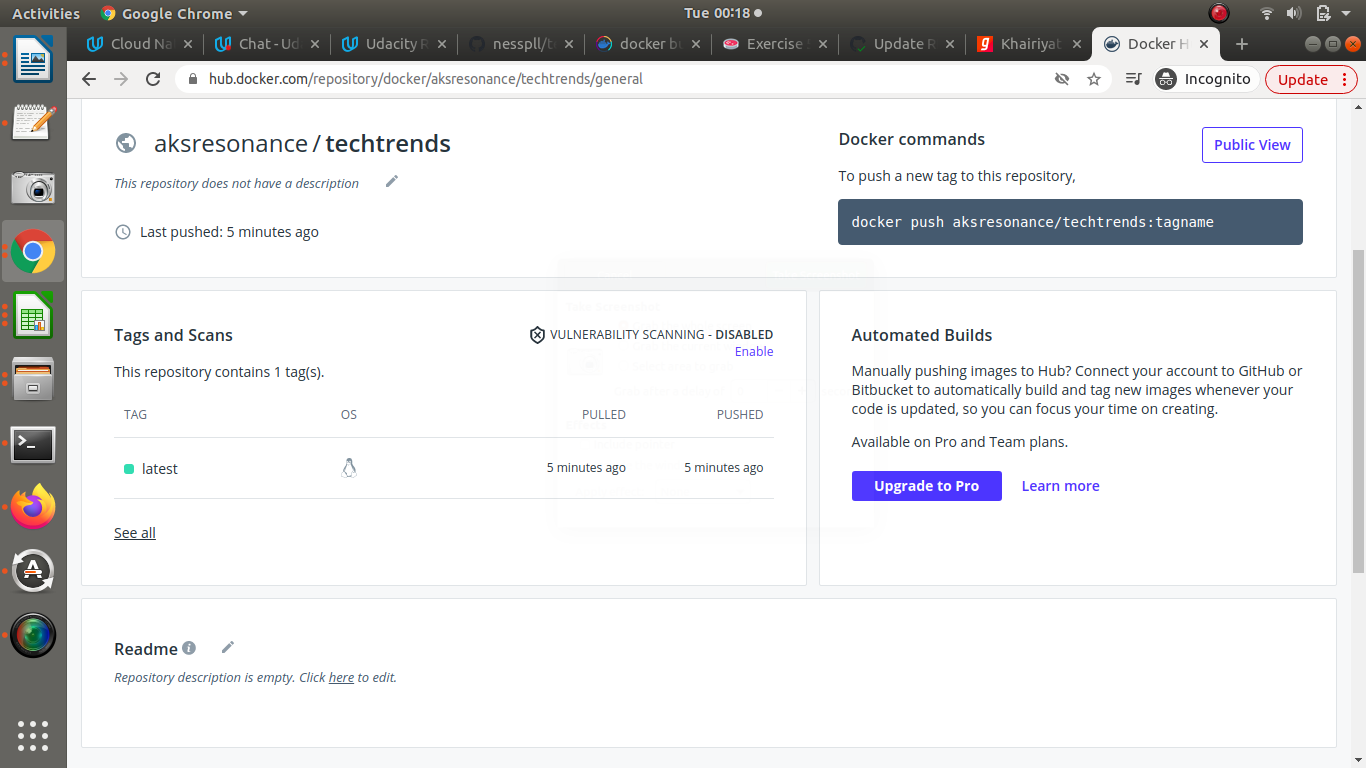 Activities
Google Chrome
Tue 00:18
Cloud Na
Chat - Ud
Udacity R
nesspll/t
docker bu
Exercise
Update R
Khairiyat
Docker H
hub.docker.com/repository/docker/aksresonance/techtrends/general
Incognito
Update
aksresonance / techtrends
Docker commands
Public View
This repository does not have a description
To push a new tag to this repository,
Last pushed: 5 minutes ago
docker push aksresonance/techtrends:tagname
Tags and Scans
VULNERABILITY SCANNING - DISABLED
Enable
This repository contains 1 tag(s).
TAG OS PULLED PUSHED
latest 5 minutes ago 5 minutes ago
See all
Automated Builds
Manually pushing images to Hub? Connect your account to GitHub or
Bitbucket to automatically build and tag new images whenever your
code is updated, so you can focus your time on creating.
Available on Pro and Team plans.
Upgrade to Pro
Learn more
Readme
Repository description is empty. Click here to edit.